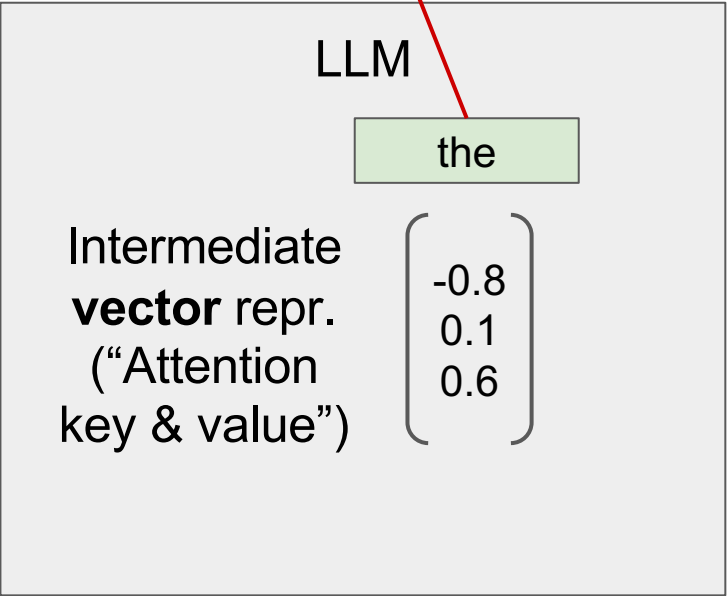 LLM
the
Intermediate
vector repr.
(“Attention
key & value”)
-0.8
0.1
0.6